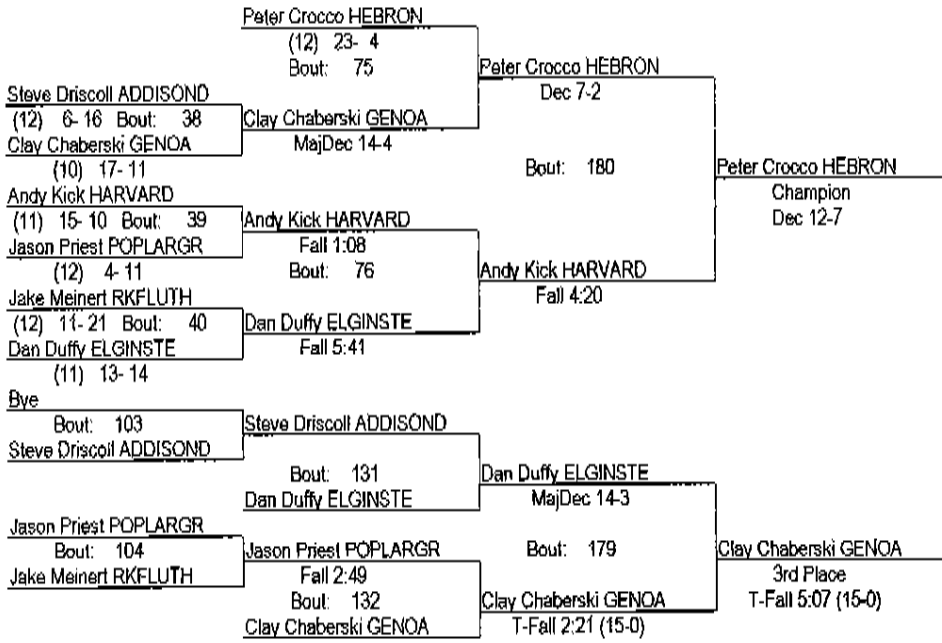 Peter Crocco HEBRON
(12) 23- 4
Bout: 75
Peter Crocco HEBRON
Dec 7-2
Steve Driscoll ADDISOND
(12) 6- 16 Bout: 38
Clay Chaberski GENOA
MajDec 14-4
Clay Chaberski GENOA
(10) 17- 11
Bout: 180
Peter Crocco HEBRON
Champion
Dec 12-7
Andy Kick HARVARD
(11) 15- 10 Bout: 39
Andy Kick HARVARD
Fall 1:08
Jason Priest POPLARGR
(12) 4- 11
Bout: 76
Andy Kick HARVARD
Fall 4:20
Jake Meinert RKFLUTH
(12) 11- 21 Bout: 40
Dan Duffy ELGINSTE
Fall 5:41
Dan Duffy ELGINSTE
(11) 13- 14
Bye
Bout: 103
Steve Driscoll ADDISOND
Steve Driscoll ADDISOND
Bout: 131
Dan Duffy ELGINSTE
MajDec 14-3
Dan Duffy ELGINSTE
Jason Priest POPLARGR
Bout: 104
Jason Priest POPLARGR
Fall 2:49
Jake Meinert RKFLUTH
Bout: 179
Clay Chaberski GENOA
3rd Place
T-Fall 5:07 (15-0)
Bout: 132
Clay Chaberski GENOA
T-Fall 2:21 (15-0)
Clay Chaberski GENOA